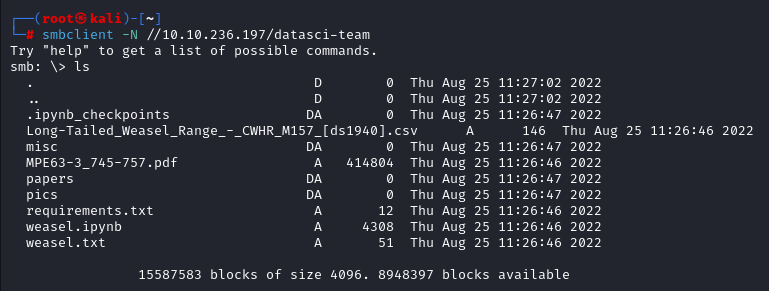 ┌──(root㉿kali)-[~]
└─# smbclient -N //10.10.236.197/datasci-team
Try "help" to get a list of possible commands.
smb: \> ls
  .                                   D        0  Thu Aug 25 11:27:02 2022
  ..                                  D        0  Thu Aug 25 11:27:02 2022
  .ipynb_checkpoints                 DA        0  Thu Aug 25 11:26:47 2022
  Long-Tailed_Weasel_Range_-_CWHR_M157_[ds1940].csv      A      146  Thu Aug 25 11:26:46 2022
  misc                               DA        0  Thu Aug 25 11:26:47 2022
  MPE63-3_745-757.pdf                 A   414804  Thu Aug 25 11:26:46 2022
  papers                             DA        0  Thu Aug 25 11:26:47 2022
  pics                               DA        0  Thu Aug 25 11:26:47 2022
  requirements.txt                    A       12  Thu Aug 25 11:26:46 2022
  weasel.ipynb                        A     4308  Thu Aug 25 11:26:46 2022
  weasel.txt                          A       51  Thu Aug 25 11:26:46 2022
                15587583 blocks of size 4096. 8948397 blocks available